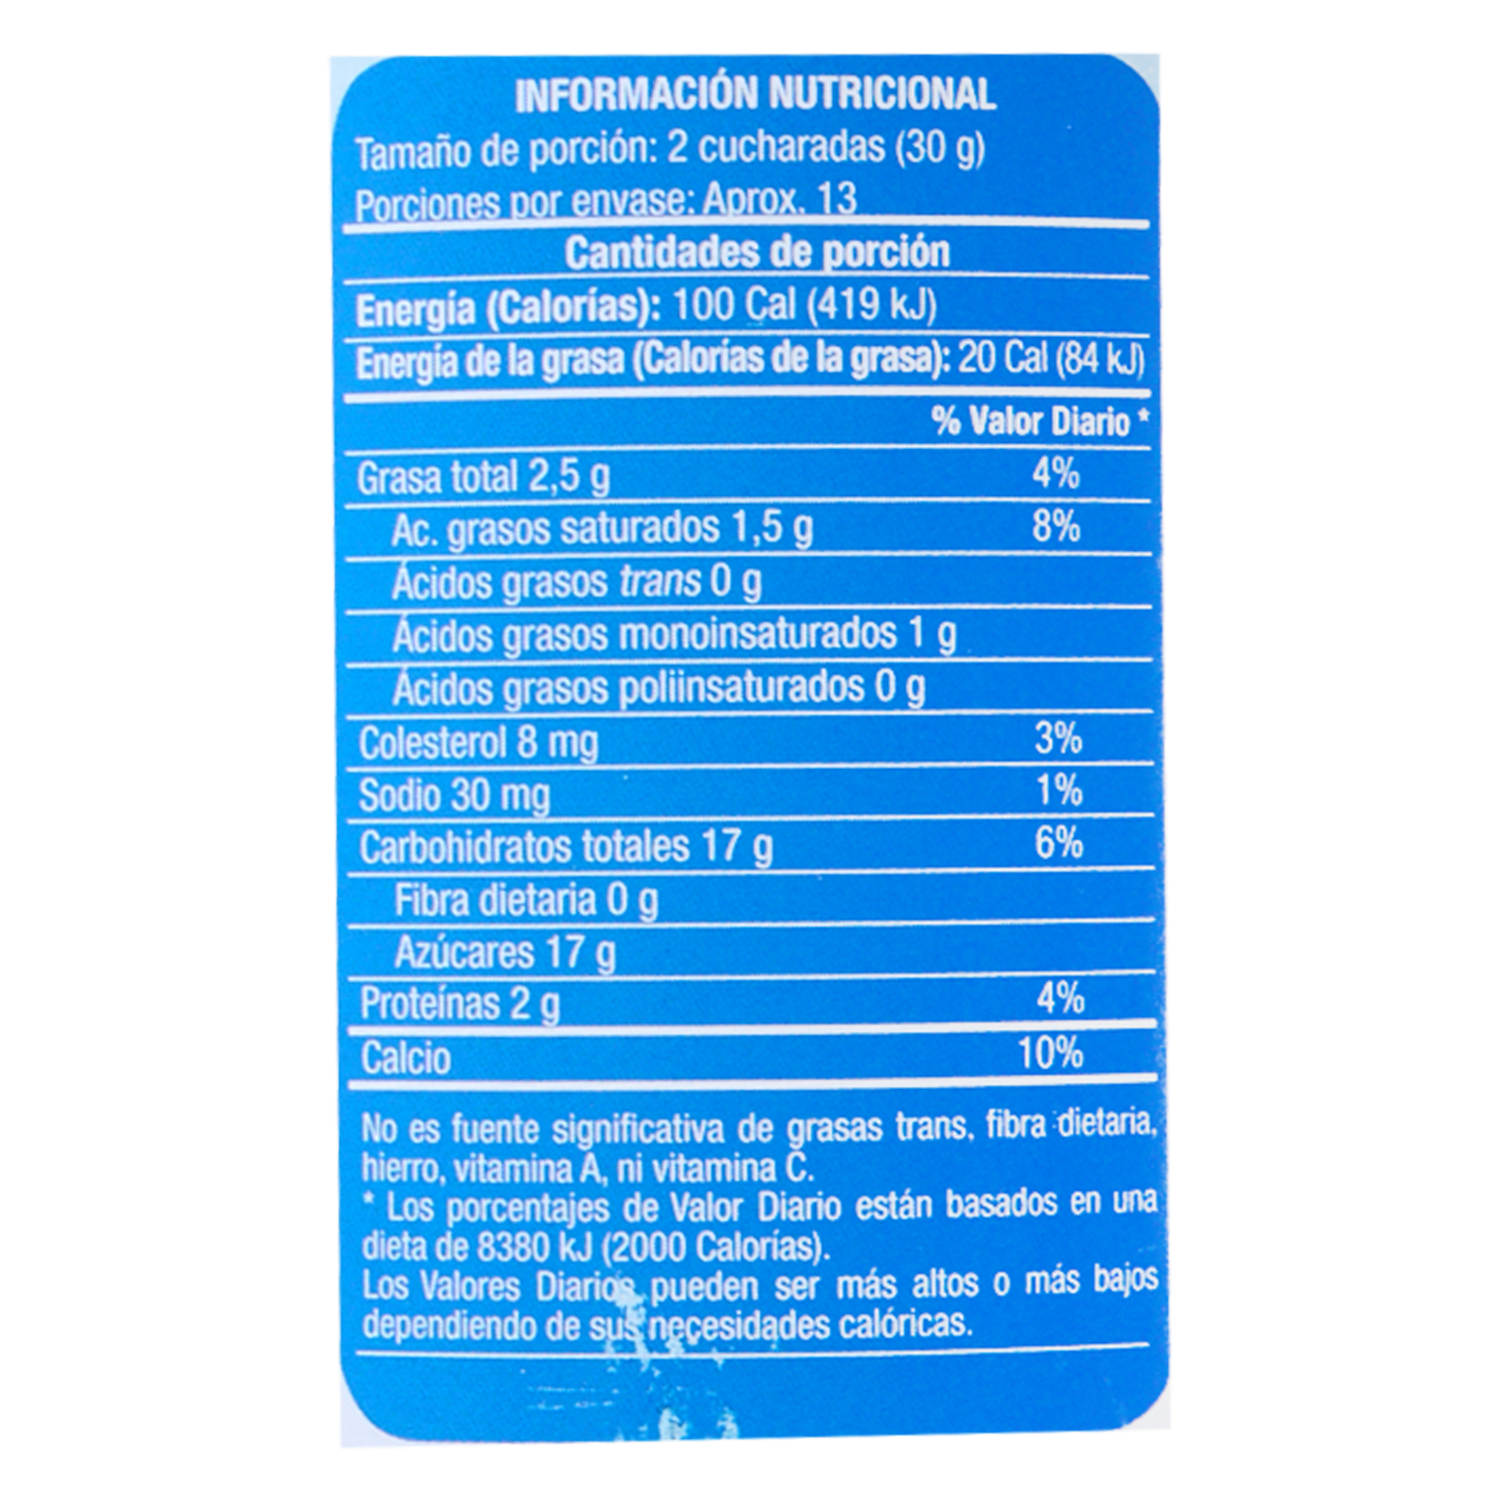 INFORMACIÓN NUTRICIONAL
Tamaño de porción: 2 cucharadas (30 g)
Porciones por envase: Aprox. 13
Cantidades de porción
Energía (Calorías): 100 Cal (419 kJ)
Energía de la grasa (Calorías de la grasa): 20 Cal (84 kJ)
% Valor Diario *
Grasa total 2,5 g 4%
Ac. grasos saturados 1,5 g 8%
Ácidos grasos trans 0 g
Ácidos grasos monoinsaturados 1 g
Ácidos grasos poliinsaturados 0 g
Colesterol 8 mg 3%
Sodio 30 mg 1%
Carbohidratos totales 17 g 6%
Fibra dietaria 0 g
Azúcares 17 g
Proteínas 2 g 4%
Calcio 10%
No es fuente significativa de grasas trans, fibra dietaria,
hierro, vitamina A, ni vitamina C.
* Los porcentajes de Valor Diario están basados en una
dieta de 8380 kJ (2000 Calorías).
Los Valores Diarios pueden ser más altos o más bajos
dependiendo de sus necesidades calóricas.